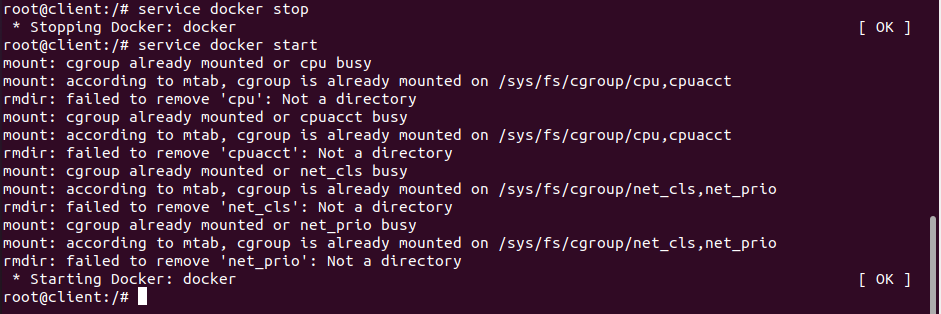 root@client:/# service docker stop
 * Stopping Docker: docker [ OK ]
root@client:/# service docker start
mount: cgroup already mounted or cpu busy
mount: according to mtab, cgroup is already mounted on /sys/fs/cgroup/cpu,cpuacct
rmdir: failed to remove 'cpu': Not a directory
mount: cgroup already mounted or cpuacct busy
mount: according to mtab, cgroup is already mounted on /sys/fs/cgroup/cpu,cpuacct
rmdir: failed to remove 'cpuacct': Not a directory
mount: cgroup already mounted or net_cls busy
mount: according to mtab, cgroup is already mounted on /sys/fs/cgroup/net_cls,net_prio
rmdir: failed to remove 'net_cls': Not a directory
mount: cgroup already mounted or net_prio busy
mount: according to mtab, cgroup is already mounted on /sys/fs/cgroup/net_cls,net_prio
rmdir: failed to remove 'net_prio': Not a directory
 * Starting Docker: docker [ OK ]
root@client:/#